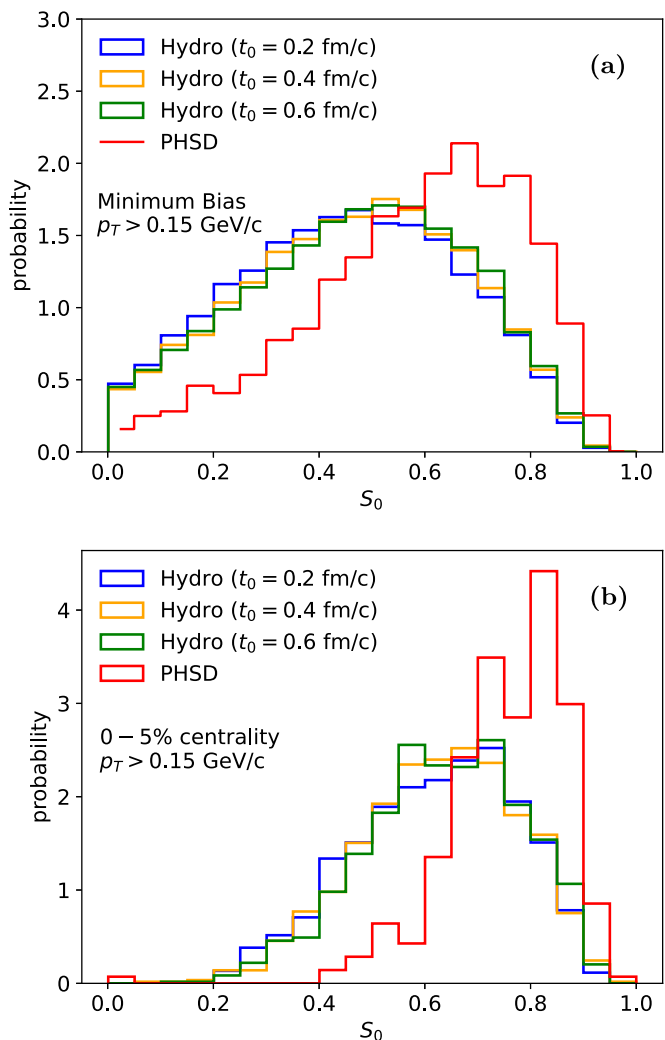 3.0
Hydro (t₀ = 0.2 fm/c)
(a)
Hydro (t₀ = 0.4 fm/c)
2.5
Hydro (t₀ = 0.6 fm/c)
PHSD
2.0
Minimum Bias
1.5
p_T > 0.15 GeV/c
probability
1.0
0.5
0.0
0.0 0.2 0.4 0.6 0.8 1.0
S₀
Hydro (t₀ = 0.2 fm/c)
(b)
4
Hydro (t₀ = 0.4 fm/c)
Hydro (t₀ = 0.6 fm/c)
PHSD
3
0 − 5% centrality
p_T > 0.15 GeV/c
probability
2
1
0
0.0 0.2 0.4 0.6 0.8 1.0
S₀